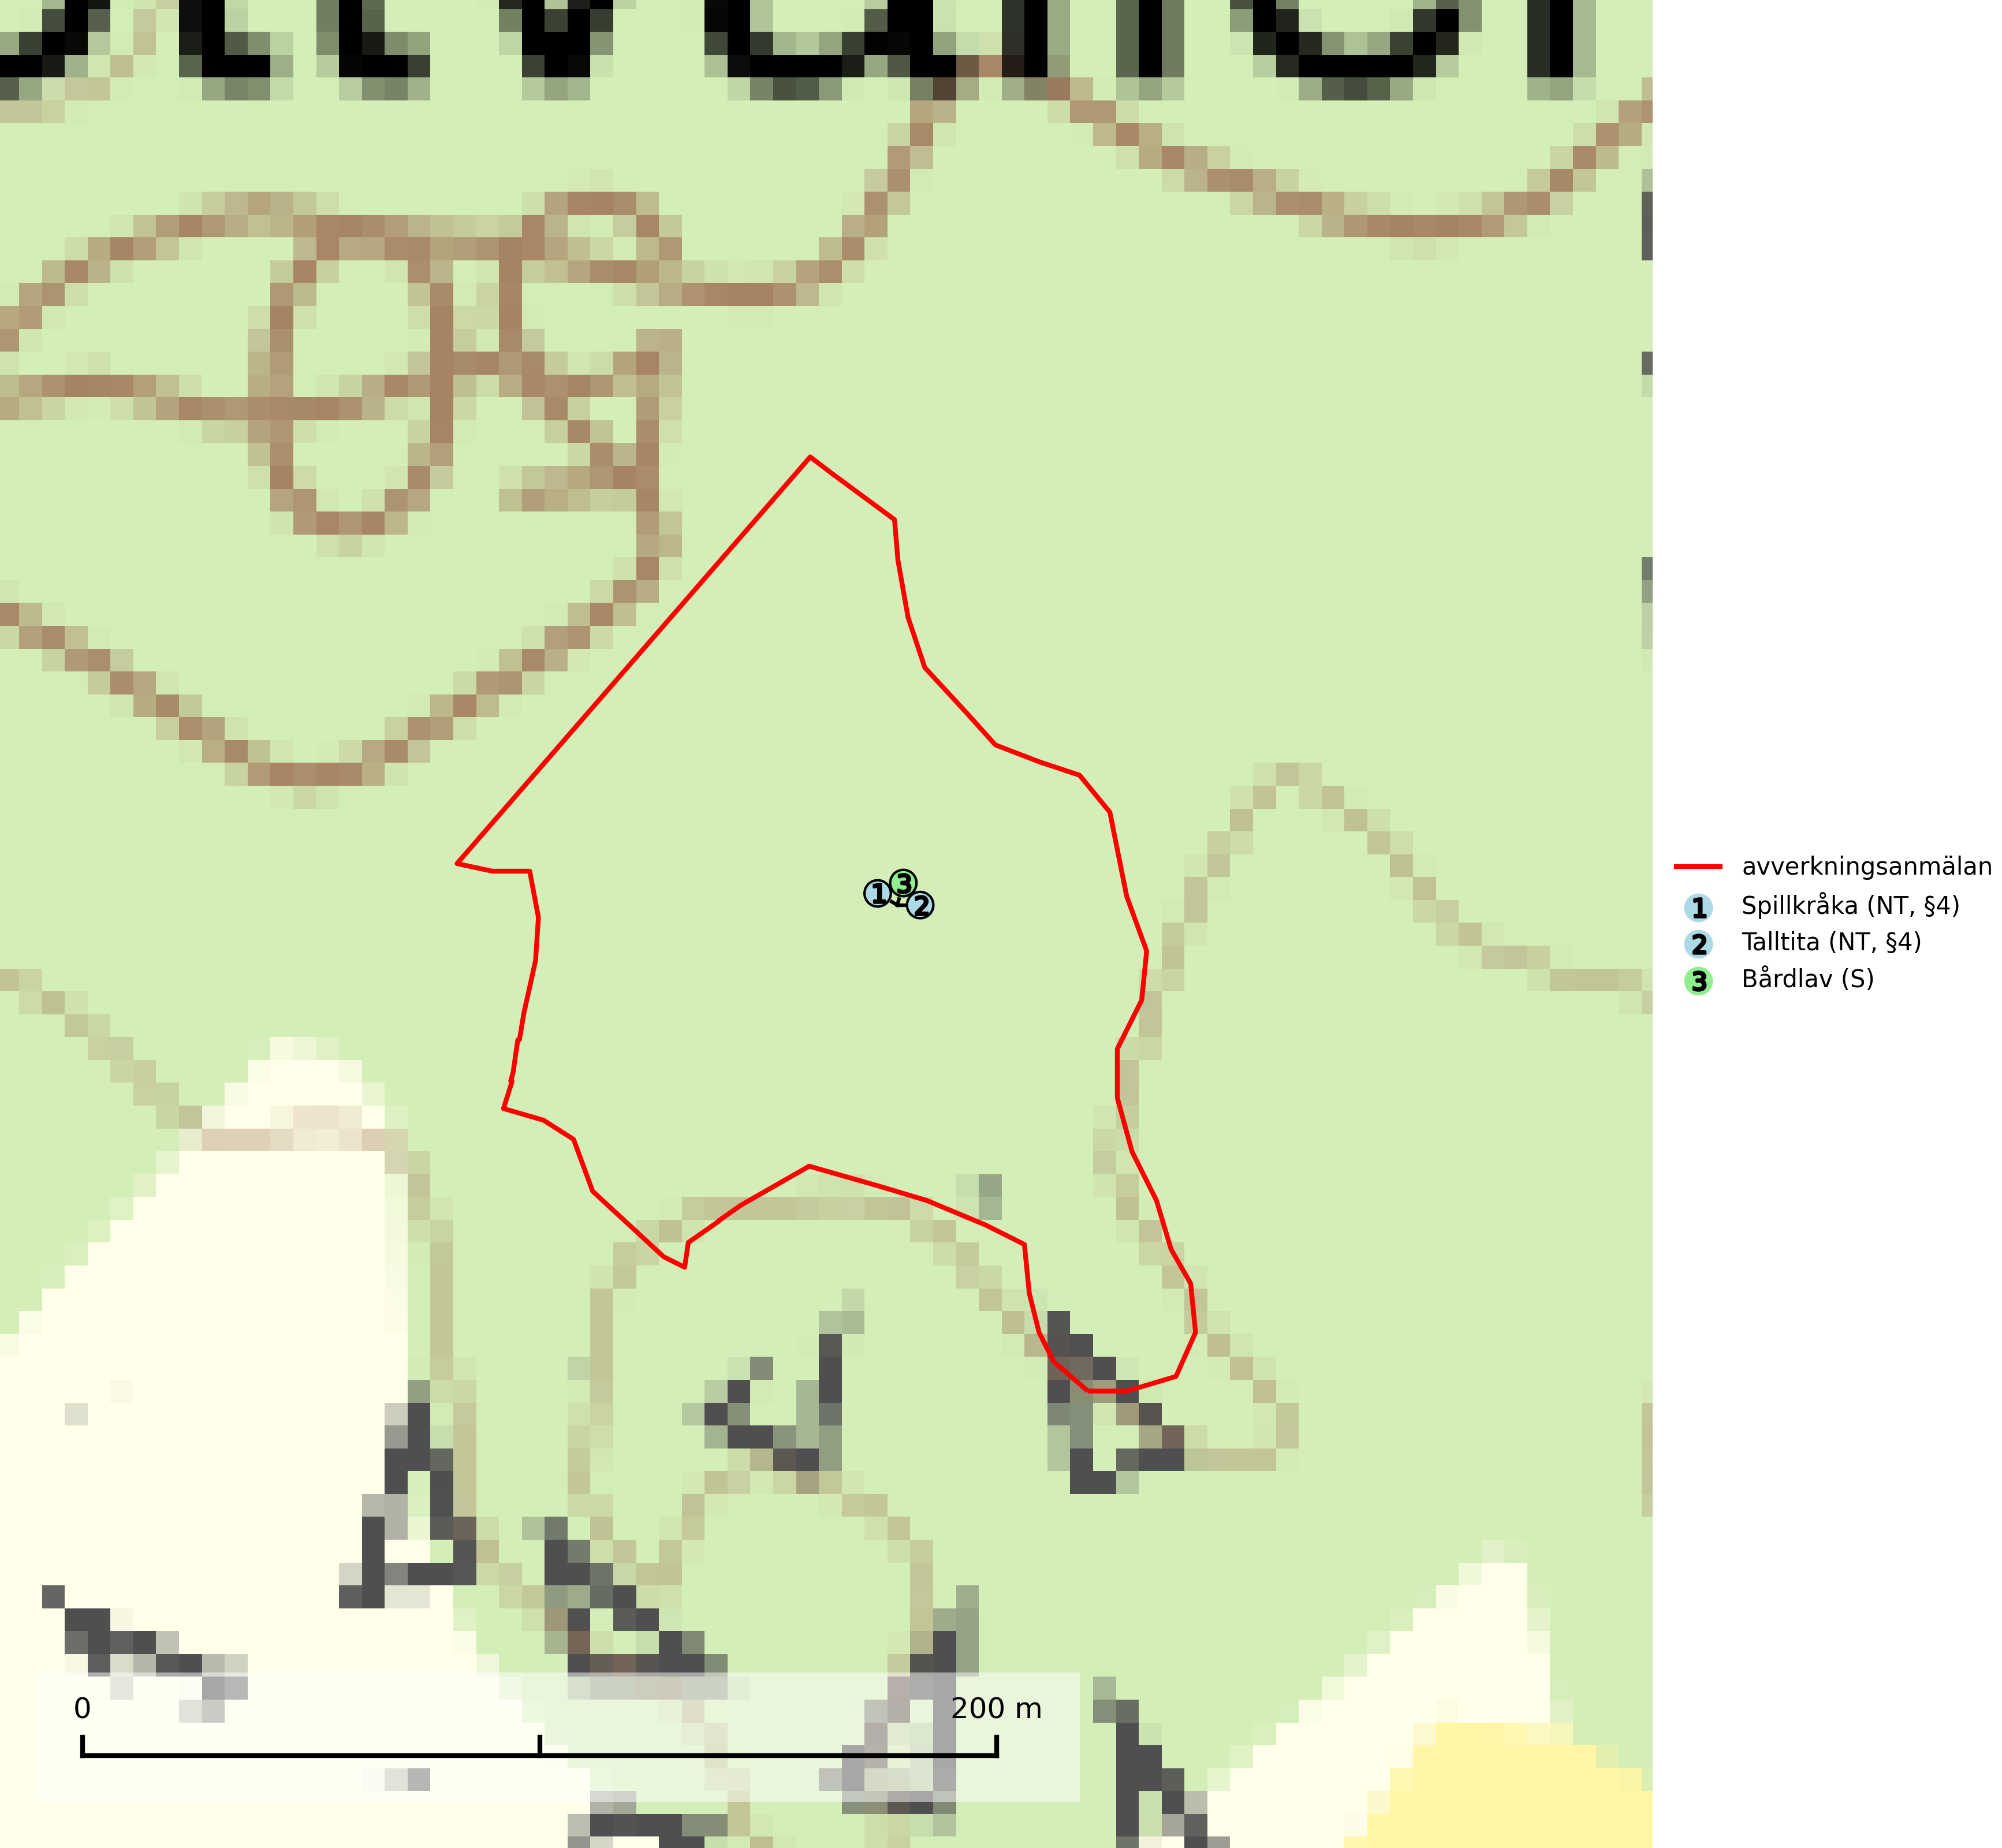 1
3
2
avverkningsanmälan
1 Spillkråka (NT, §4)
2 Talltita (NT, §4)
3 Bårdlav (S)
0 200 m